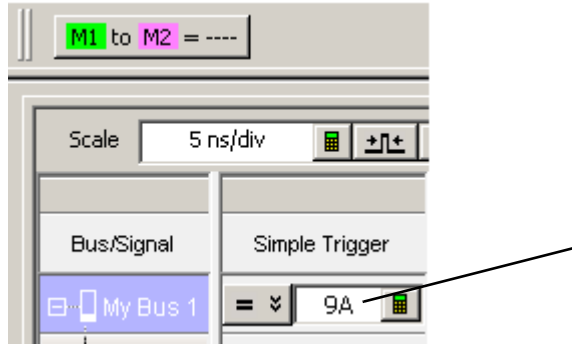 M1 to M2 = ----
Scale 5 ns/div
Bus/Signal Simple Trigger
My Bus 1 = 9A